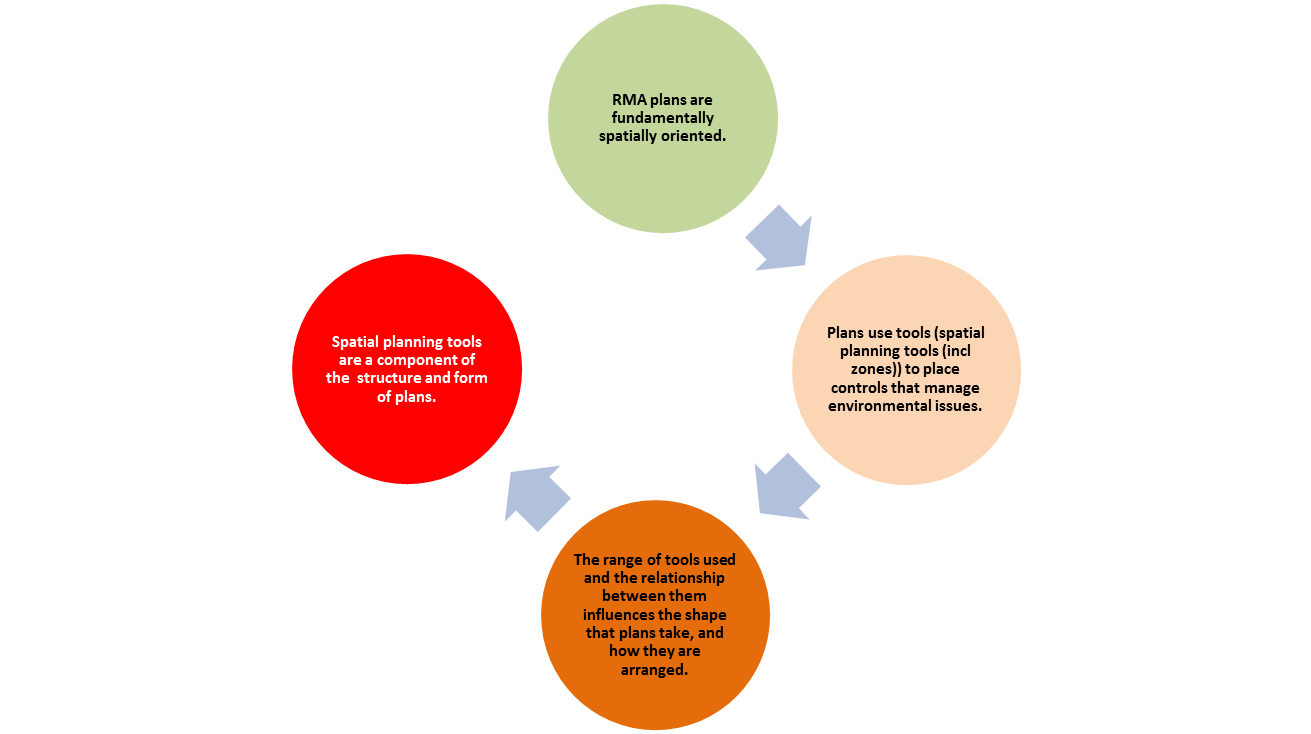 RMA plans are
fundamentally
spatially oriented.
Plans use tools (spatial
planning tools (incl
zones)) to place
controls that manage
environmental issues.
The range of tools used
and the relationship
between them
influences the shape
that plans take, and
how they are
arranged.
Spatial planning tools
are a component of
the  structure and form
of plans.